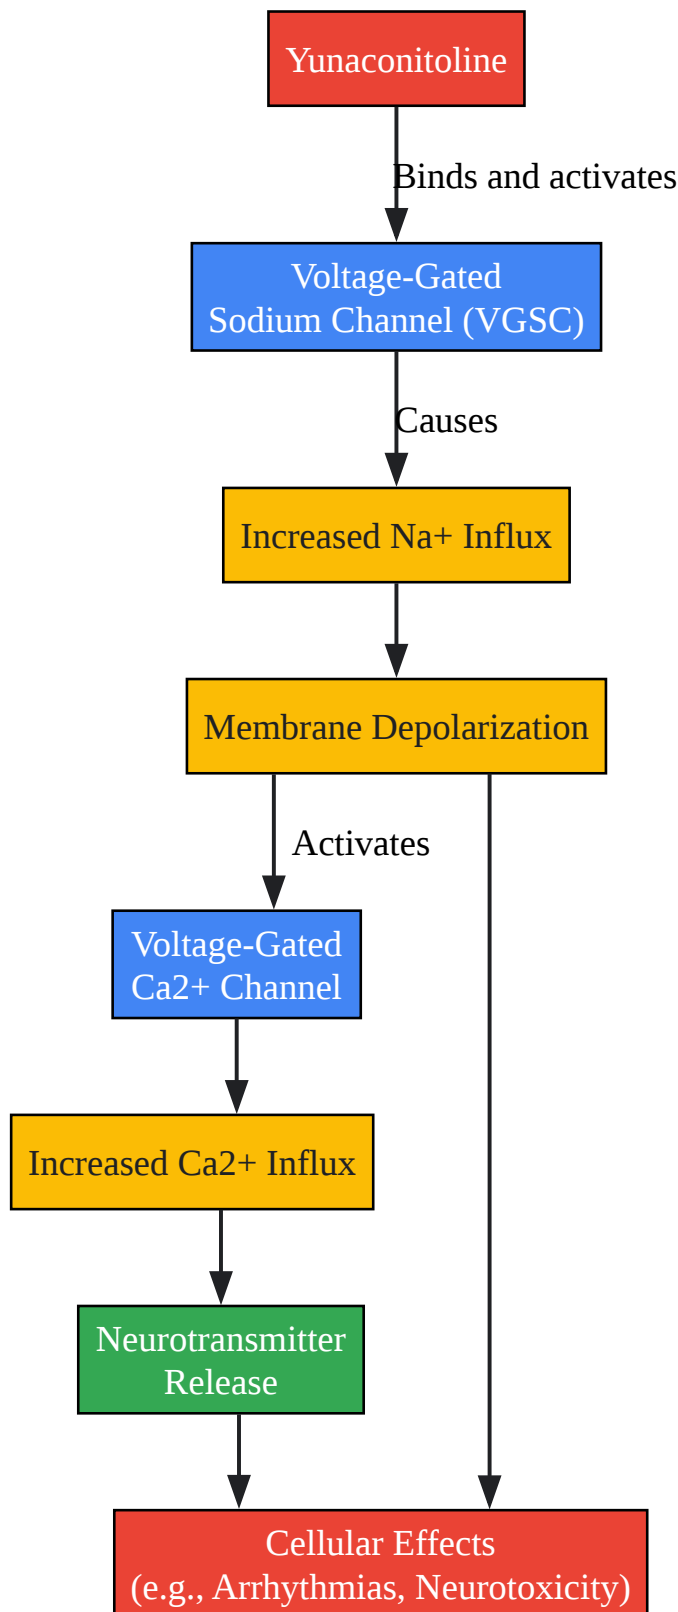 Yunaconitoline
Binds and activates
Voltage-Gated
Sodium Channel (VGSC)
Causes
Increased Na+ Influx
Membrane Depolarization
Activates
Voltage-Gated
Ca2+ Channel
Increased Ca2+ Influx
Neurotransmitter
Release
Cellular Effects
(e.g., Arrhythmias, Neurotoxicity)